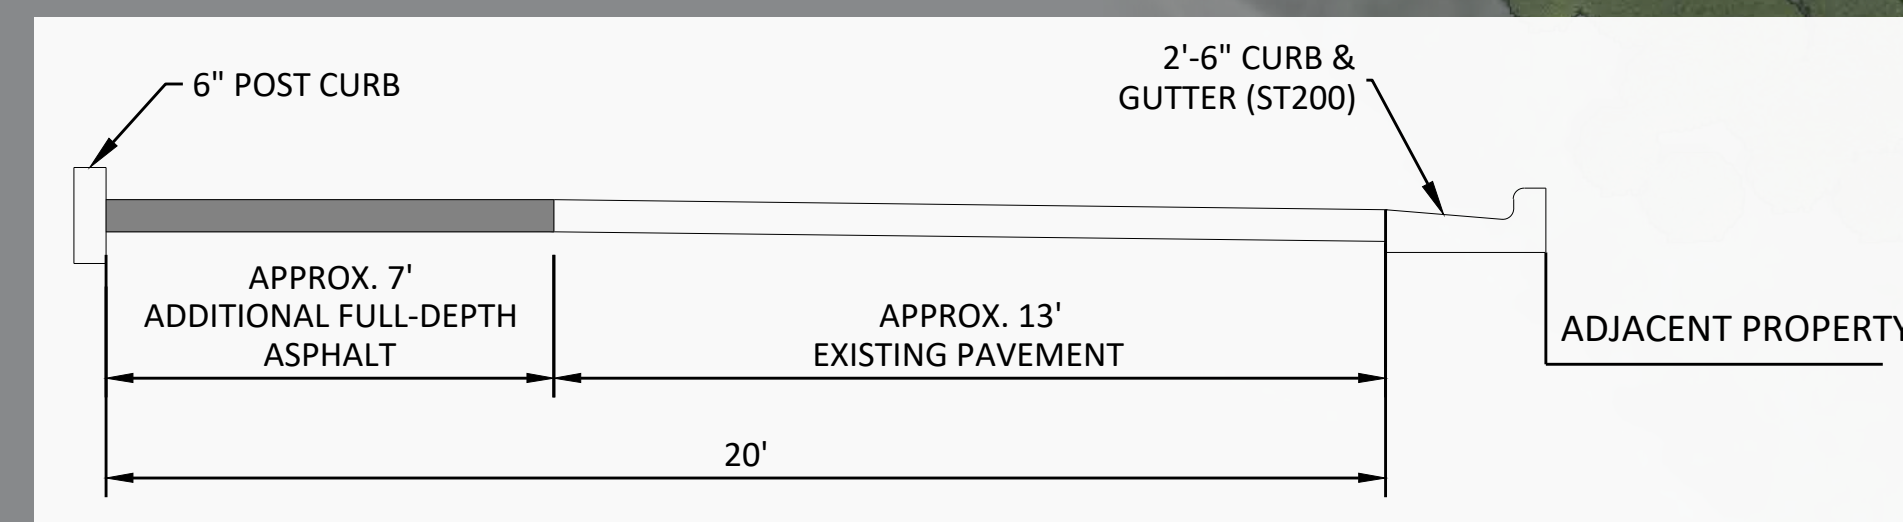 6" POST CURB
2'-6" CURB &
GUTTER (ST200)
APPROX. 7'
ADDITIONAL FULL-DEPTH
ASPHALT
APPROX. 13'
EXISTING PAVEMENT
ADJACENT PROPERTY
20'